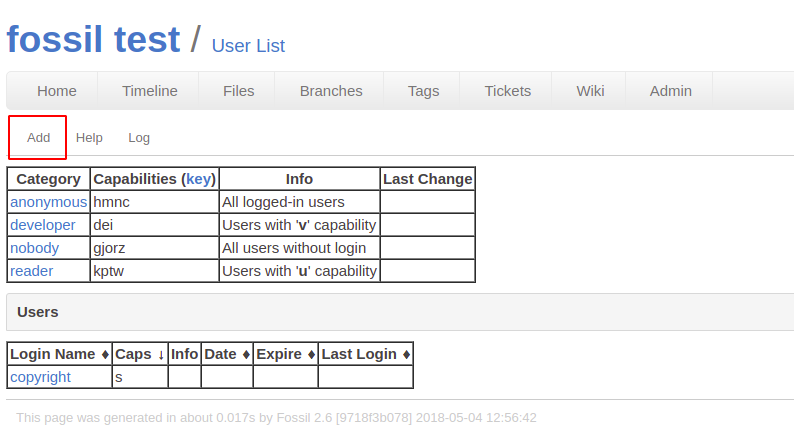 fossil test / User List
Home Timeline Files Branches Tags Tickets Wiki Admin
Add Help Log
Category Capabilities (key) Info Last Change
anonymous hmnc All logged-in users
developer dei Users with 'v' capability
nobody gjorz All users without login
reader kptw Users with 'u' capability
Users
Login Name ♦ Caps ↓ Info Date ♦ Expire ♦ Last Login ♦
copyright s
This page was generated in about 0.017s by Fossil 2.6 [9718f3b078] 2018-05-04 12:56:42